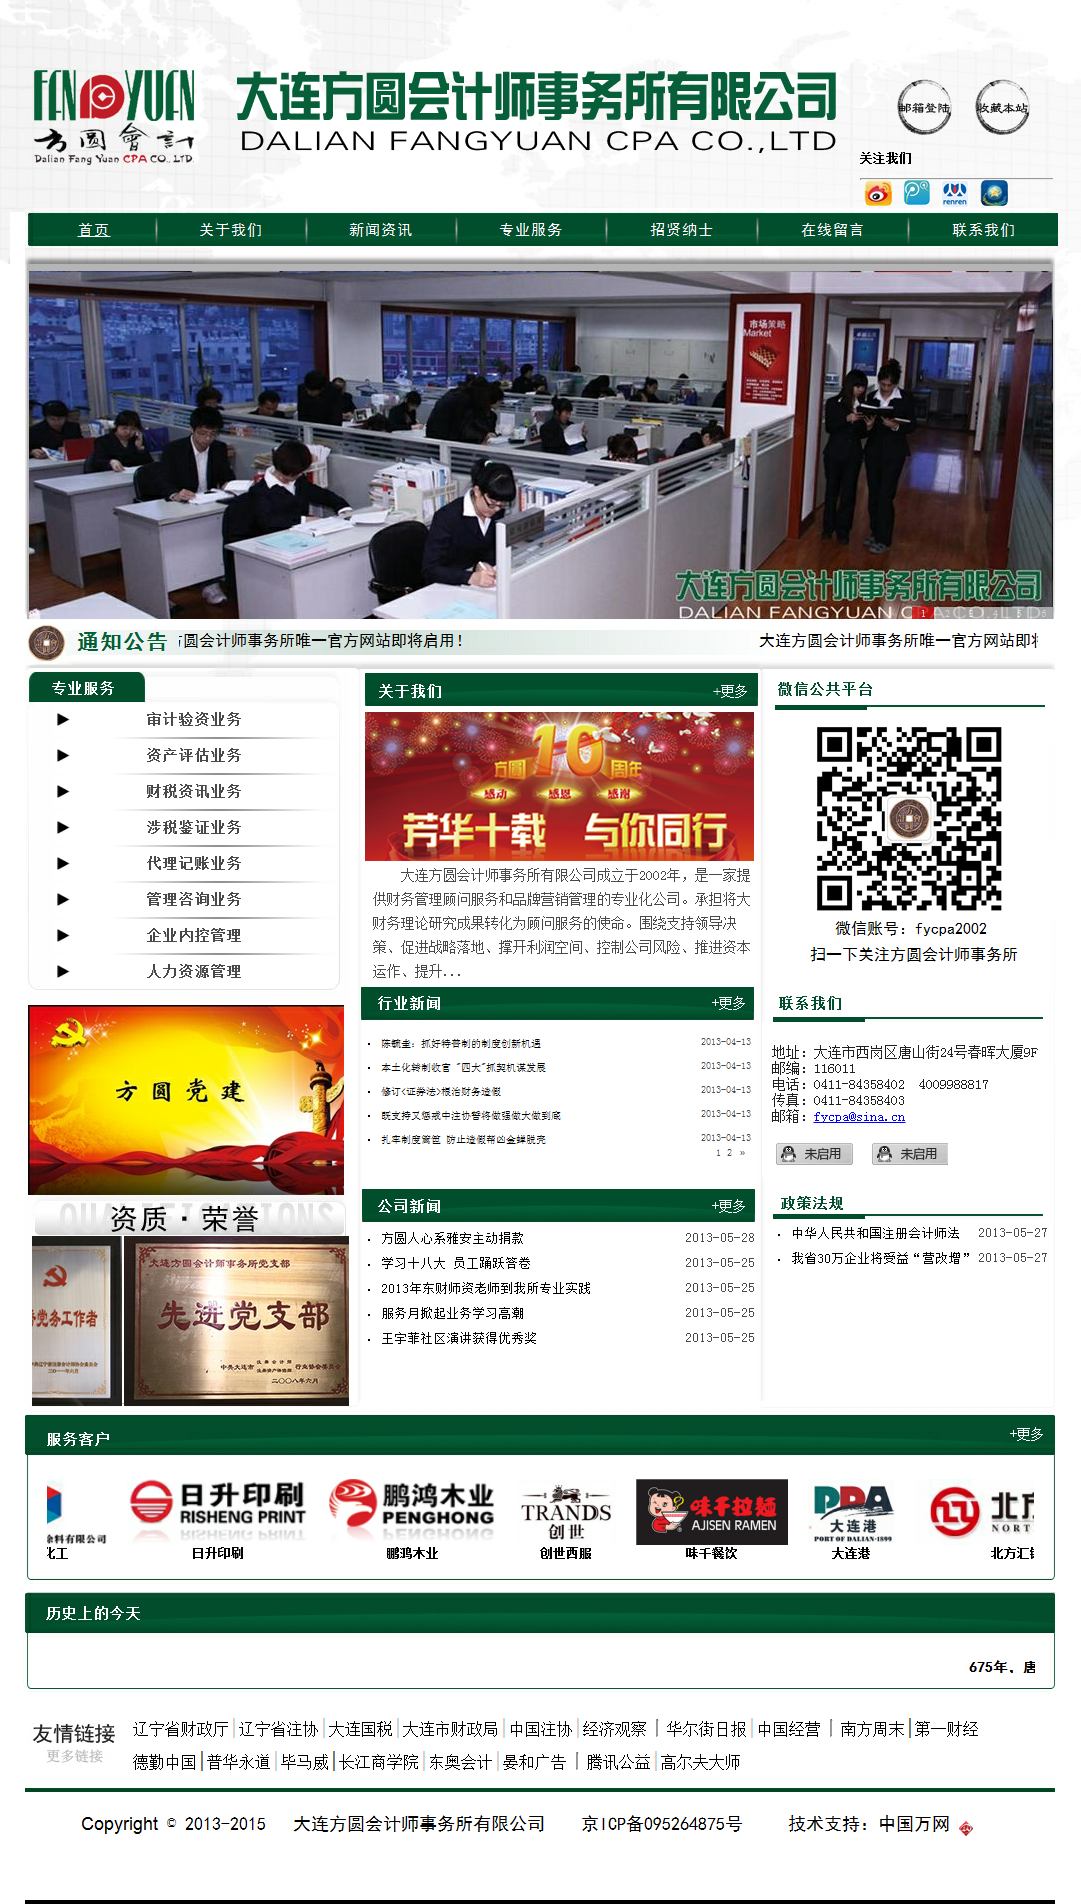 FENGYUEN
方圆會計
Dalian Fang Yuan CPA CO., LTD.
大连方圆会计师事务所有限公司
DALIAN FANGYUAN CPA CO.,LTD
邮箱登陆
收藏本站
关注我们
renren
首页
关于我们
新闻资讯
专业服务
招贤纳士
在线留言
联系我们
市场策略
Market
大连方圆会计师事务所有限公司
DALIAN FANGYUAN CPA CO.,LTD
1 2 3 4 5 6
通知公告
方圆会计师事务所唯一官方网站即将启用!
大连方圆会计师事务所唯一官方网站即将
专业服务
审计验资业务
资产评估业务
财税资讯业务
涉税鉴证业务
代理记账业务
管理咨询业务
企业内控管理
人力资源管理
方圆党建
资质·荣誉
党务工作者
大连方圆会计师事务所党支部
先进党支部
二〇〇八年六月
关于我们
+更多
方圆 10 周年
感动 感恩 感谢
芳华十载 与你同行
大连方圆会计师事务所有限公司成立于2002年，是一家提
供财务管理顾问服务和品牌营销管理的专业化公司。承担将大
财务理论研究成果转化为顾问服务的使命。围绕支持领导决
策、促进战略落地、撑开利润空间、控制公司风险、推进资本
运作、提升...
行业新闻
+更多
陈毓圭：抓好特普制的制度创新机遇 2013-04-13
本土化转制收官 "四大"抓契机谋发展 2013-04-13
修订<证券法>根治财务造假 2013-04-13
既支持又惩戒中注协暂将做强做大做到底 2013-04-13
扎牢制度篱笆 防止造假帮凶金蝉脱壳 2013-04-13
1 2 »
公司新闻
+更多
方圆人心系雅安主动捐款 2013-05-28
学习十八大 员工踊跃答卷 2013-05-25
2013年东财师资老师到我所专业实践 2013-05-25
服务月掀起业务学习高潮 2013-05-25
王宇菲社区演讲获得优秀奖 2013-05-25
微信公共平台
微信账号：fycpa2002
扫一下关注方圆会计师事务所
联系我们
地址：大连市西岗区唐山街24号春晖大厦9F
邮编：116011
电话：0411-84358402 4009988817
传真：0411-84358403
邮箱：fycpa@sina.cn
未启用
未启用
政策法规
中华人民共和国注册会计师法 2013-05-27
我省30万企业将受益“营改增” 2013-05-27
服务客户
+更多
涂料有限公司
化工
日升印刷
RISHENG PRINT
日升印刷
鹏鸿木业
PENGHONG
鹏鸿木业
TRANDS
创世
创世西服
味千拉麵
AJISEN RAMEN
味千餐饮
PDA
大连港
PORT OF DALIAN·1899
大连港
北方
NORT
北方汇
历史上的今天
675年，唐
友情链接
更多链接
辽宁省财政厅 辽宁省注协 大连国税 大连市财政局 中国注协 经济观察 华尔街日报 中国经营 南方周末 第一财经
德勤中国 普华永道 毕马威 长江商学院 东奥会计 晏和广告 腾讯公益 高尔夫大师
Copyright © 2013-2015 大连方圆会计师事务所有限公司 京ICP备095264875号 技术支持：中国万网